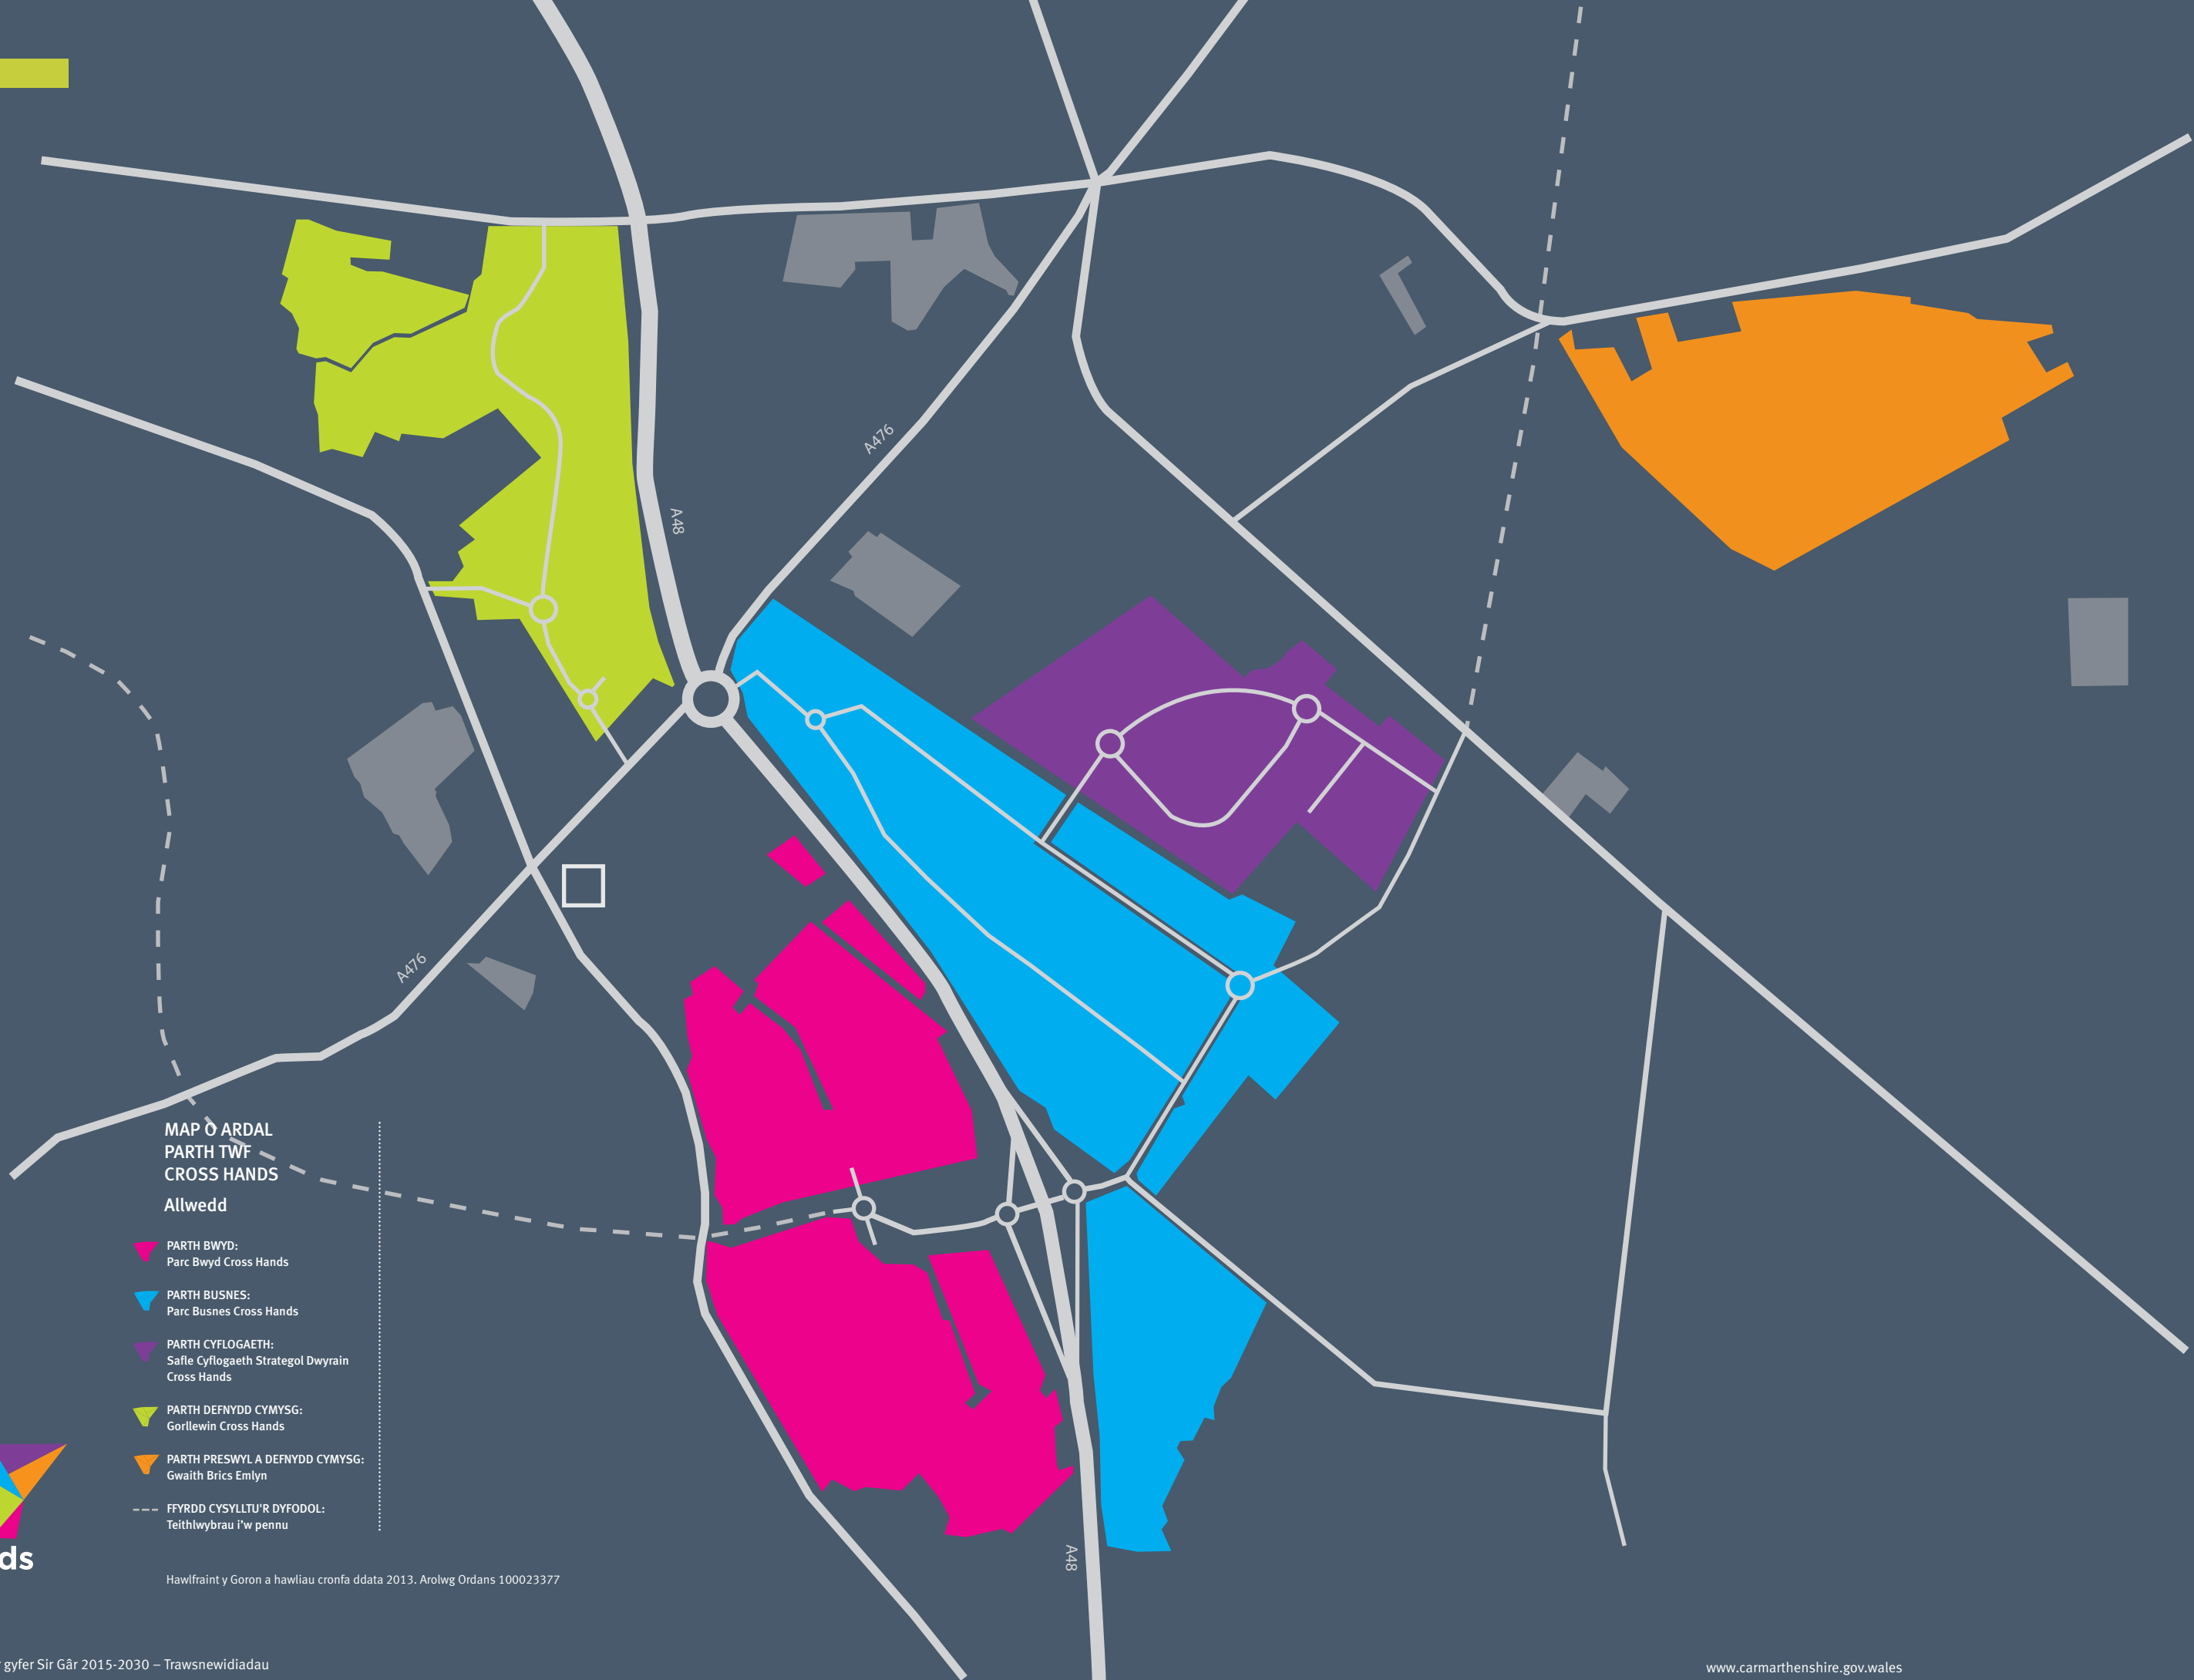 A476
A48
A476
MAP O ARDAL
PARTH TWF
CROSS HANDS
Allwedd
PARTH BWYD:
Parc Bwyd Cross Hands
PARTH BUSNES:
Parc Busnes Cross Hands
PARTH CYFLOGAETH:
Safle Cyflogaeth Strategol Dwyrain
Cross Hands
PARTH DEFNYDD CYMYSG:
Gorllewin Cross Hands
PARTH PRESWYL A DEFNYDD CYMYSG:
Gwaith Brics Emlyn
FFYRDD CYSYLLTU'R DYFODOL:
Teithlwybrau i'w pennu
ds
A48
Hawlfraint y Goron a hawliau cronfa ddata 2013. Arolwg Ordans 100023377
gyfer Sir Gâr 2015-2030 – Trawsnewidiadau
www.carmarthenshire.gov.wales